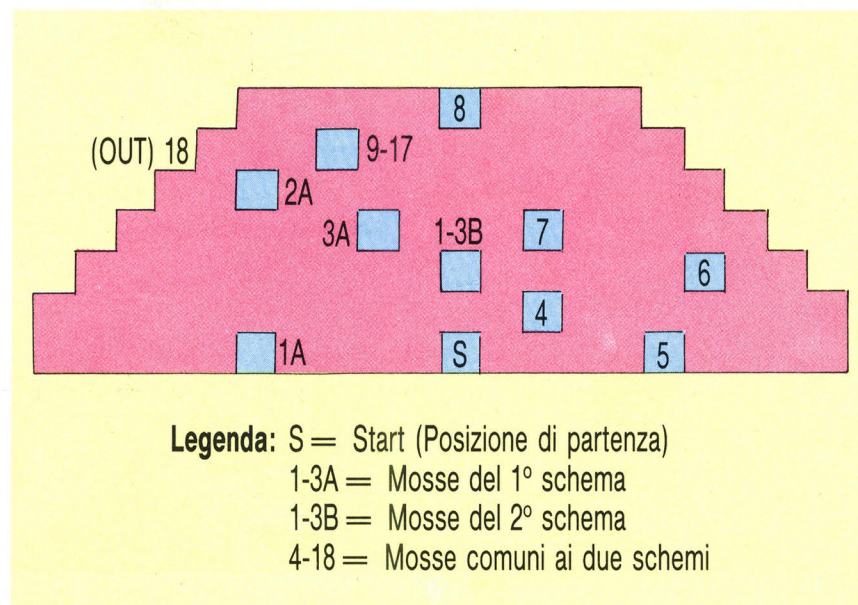 8
(OUT) 18
9-17
2A
3A
1-3B
7
6
4
1A
S
5
Legenda: S = Start (Posizione di partenza)
1-3A = Mosse del 1° schema
1-3B = Mosse del 2° schema
4-18 = Mosse comuni ai due schemi